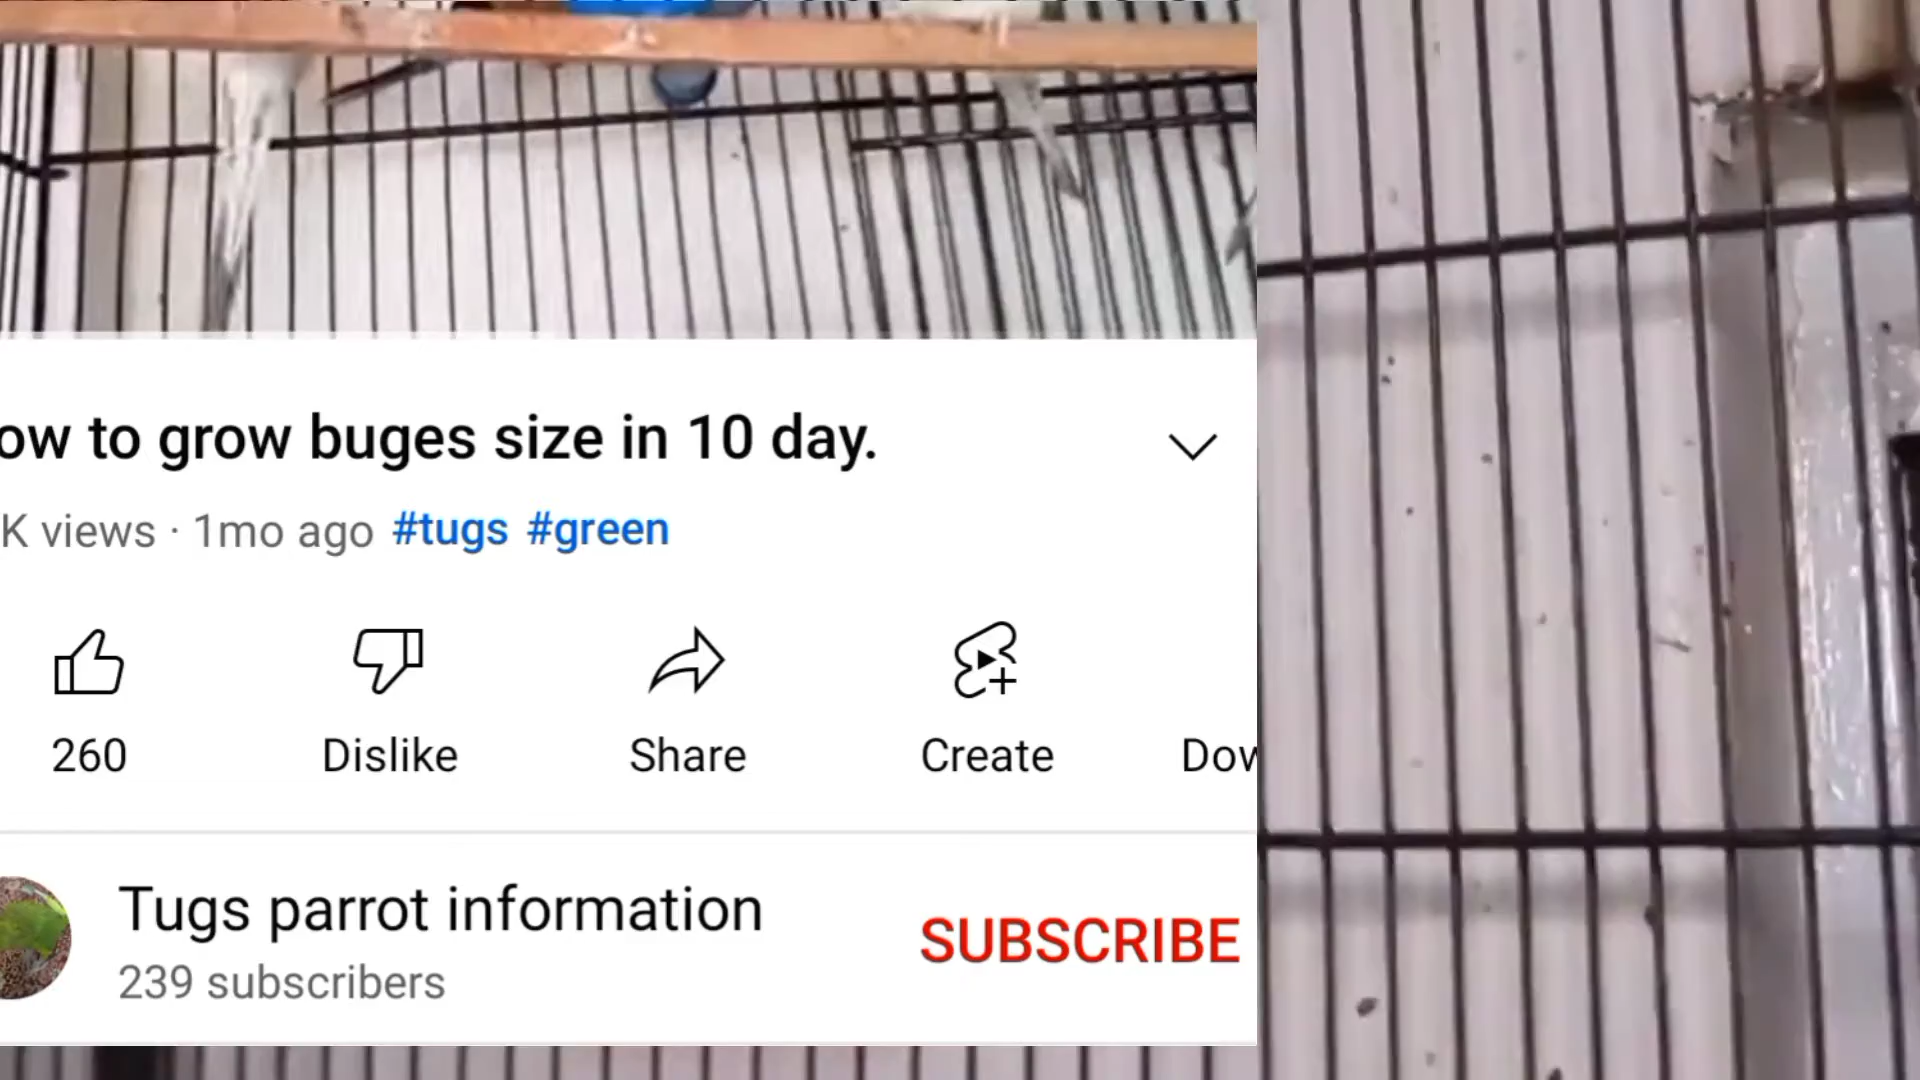 ow to grow buges size in 10 day.
K views · 1mo ago #tugs #green
260 Dislike Share Create Dow
Tugs parrot information
SUBSCRIBE
239 subscribers